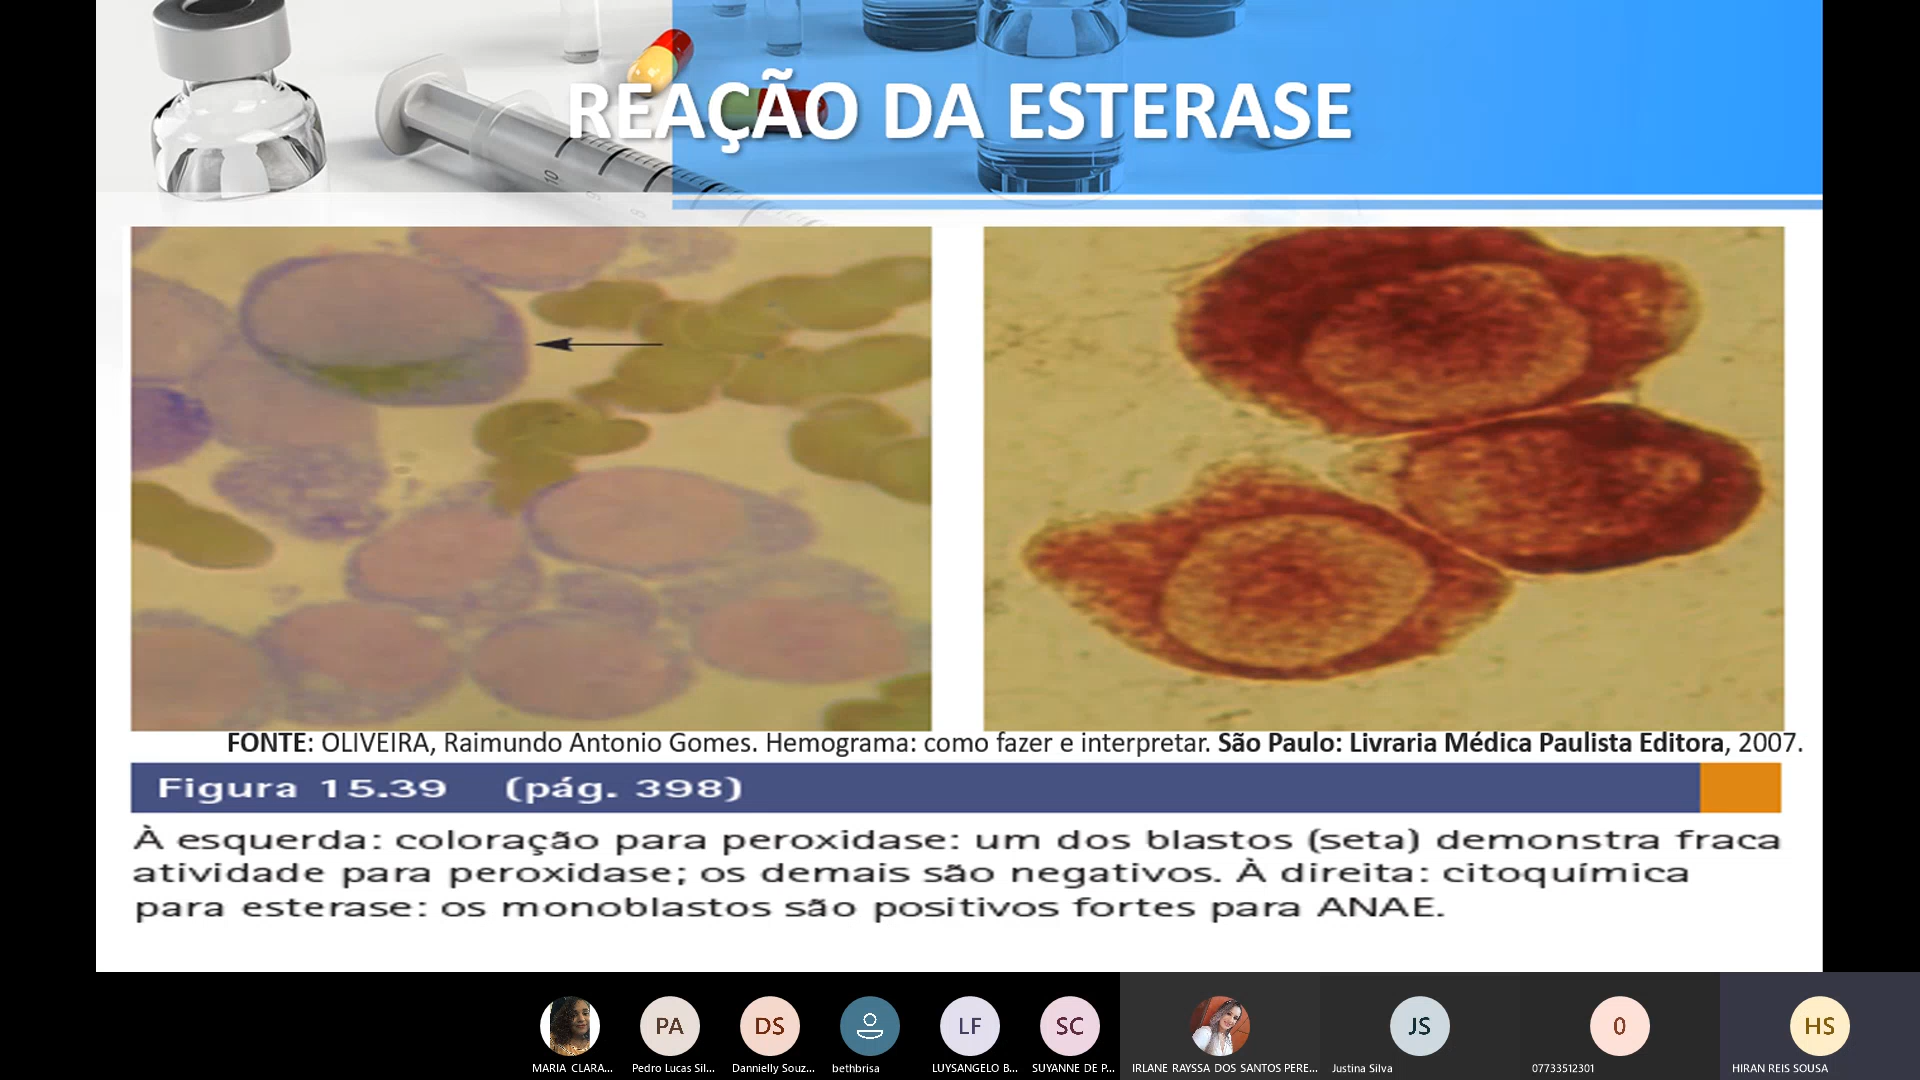 REAÇÃO DA ESTERASE
10
FONTE: OLIVEIRA, Raimundo Antonio Gomes. Hemograma: como fazer e interpretar. São Paulo: Livraria Médica Paulista Editora, 2007.
Figura 15.39 (pág. 398)
À esquerda: coloração para peroxidase: um dos blastos (seta) demonstra fraca
atividade para peroxidase; os demais são negativos. À direita: citoquímica
para esterase: os monoblastos são positivos fortes para ANAE.
PA DS LF SC JS 0 HS
MARIA CLARA... Pedro Lucas Sil... Dannielly Souz... bethbrisa LUYSANGELO B... SUYANNE DE P... IRLANE RAYSSA DOS SANTOS PERE... Justina Silva 07733512301 HIRAN REIS SOUSA